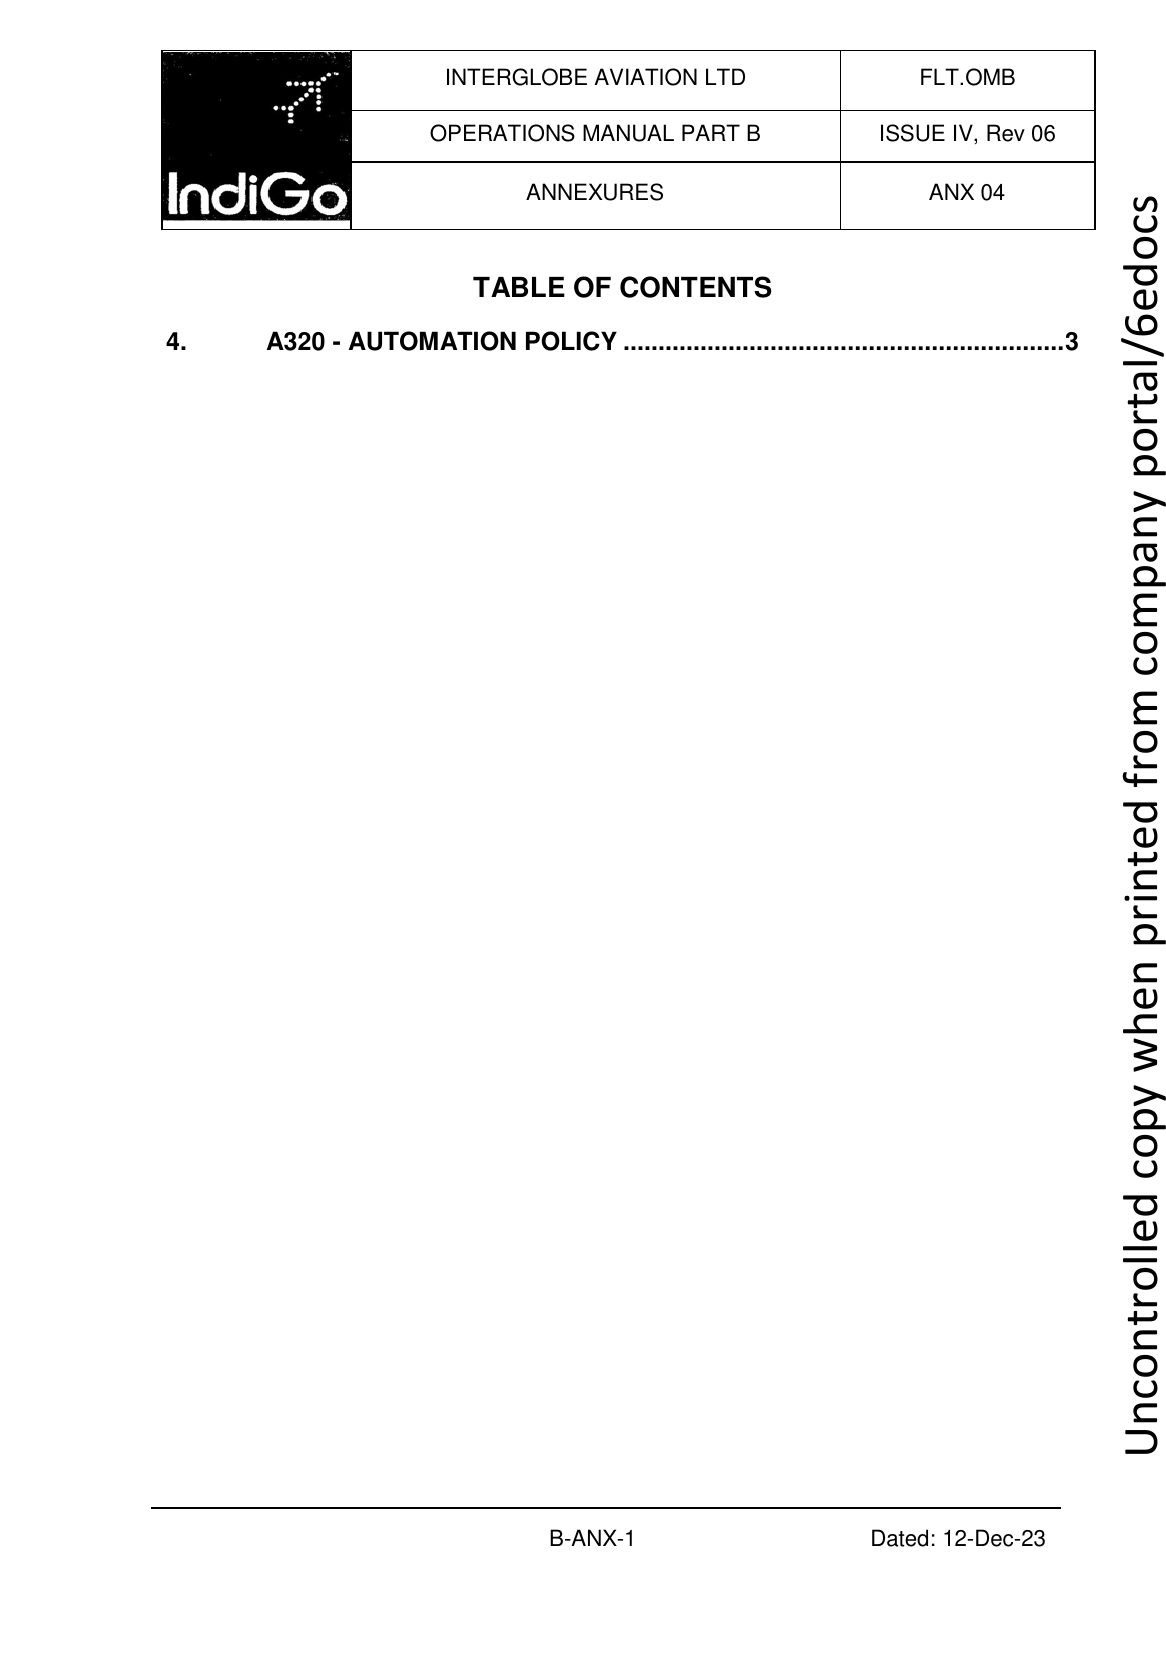 INTERGLOBE AVIATION LTD
FLT.OMB
OPERATIONS MANUAL PART B
ISSUE IV, Rev 06
IndiGo
ANNEXURES
ANX 04
TABLE OF CONTENTS
4. A320 - AUTOMATION POLICY ...............................................................3
Uncontrolled copy when printed from company portal/6edocs
B-ANX-1
Dated: 12-Dec-23